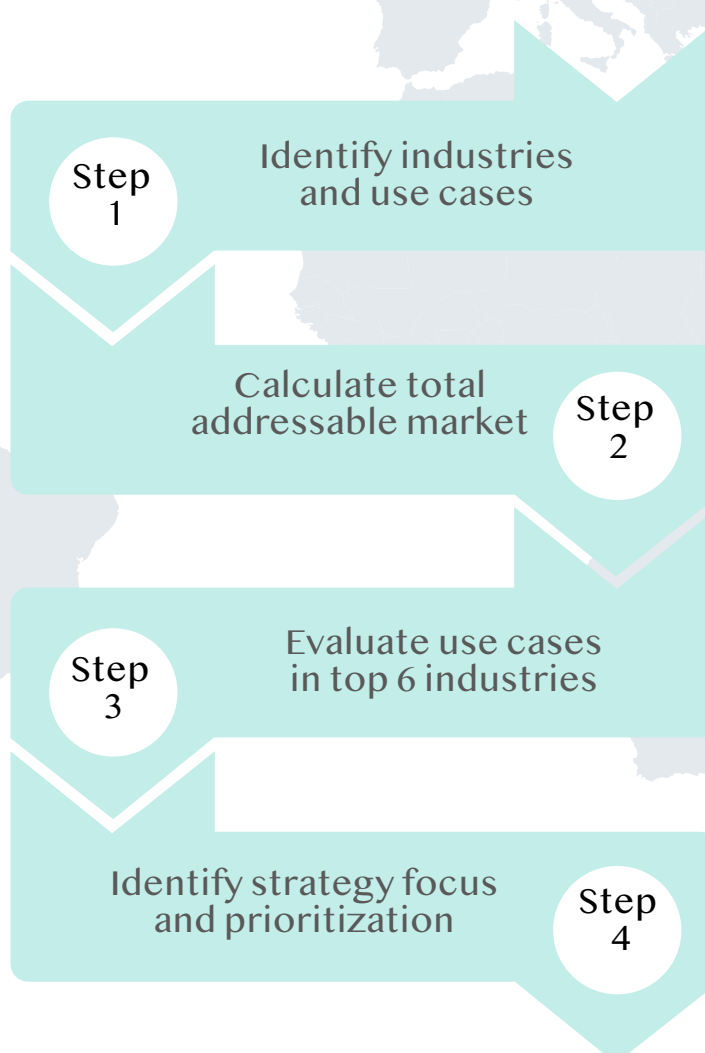 Step
1
Identify industries
and use cases
Calculate total
addressable market
Step
2
Step
3
Evaluate use cases
in top 6 industries
Identify strategy focus
and prioritization
Step
4